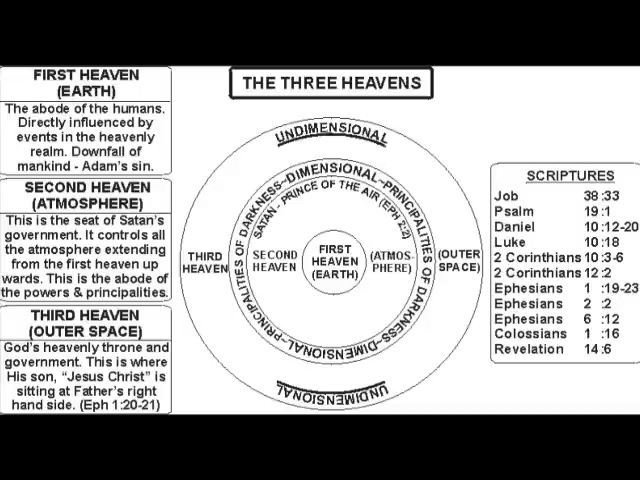 THE THREE HEAVENS
FIRST HEAVEN
(EARTH)
The abode of the humans.
Directly influenced by
events in the heavenly
realm. Downfall of
mankind - Adam's sin.
SECOND HEAVEN
(ATMOSPHERE)
This is the seat of Satan's
government. It controls all
the atmosphere extending
from the first heaven up
wards. This is the abode of
the powers & principalities.
THIRD HEAVEN
(OUTER SPACE)
God's heavenly throne and
government. This is where
His son, “Jesus Christ” is
sitting at Father's right
hand side. (Eph 1:20-21)
UNDIMENSIONAL
PRINCIPALITIES OF DARKNESS~DIMENSIONAL~PRINCIPALITIES OF DARKNESS~DIMENSIONAL~
SATAN - PRINCE OF THE AIR (EPH 2:2)
THIRD
HEAVEN
SECOND
HEAVEN
FIRST
HEAVEN
(EARTH)
(ATMOS-
PHERE)
(OUTER
SPACE)
UNDIMENSIONAL
SCRIPTURES
Job 38 :33
Psalm 19 :1
Daniel 10 :12-20
Luke 10 :18
2 Corinthians 10 :3-6
2 Corinthians 12 :2
Ephesians 1 :19-23
Ephesians 2 :2
Ephesians 6 :12
Colossians 1 :16
Revelation 14 :6